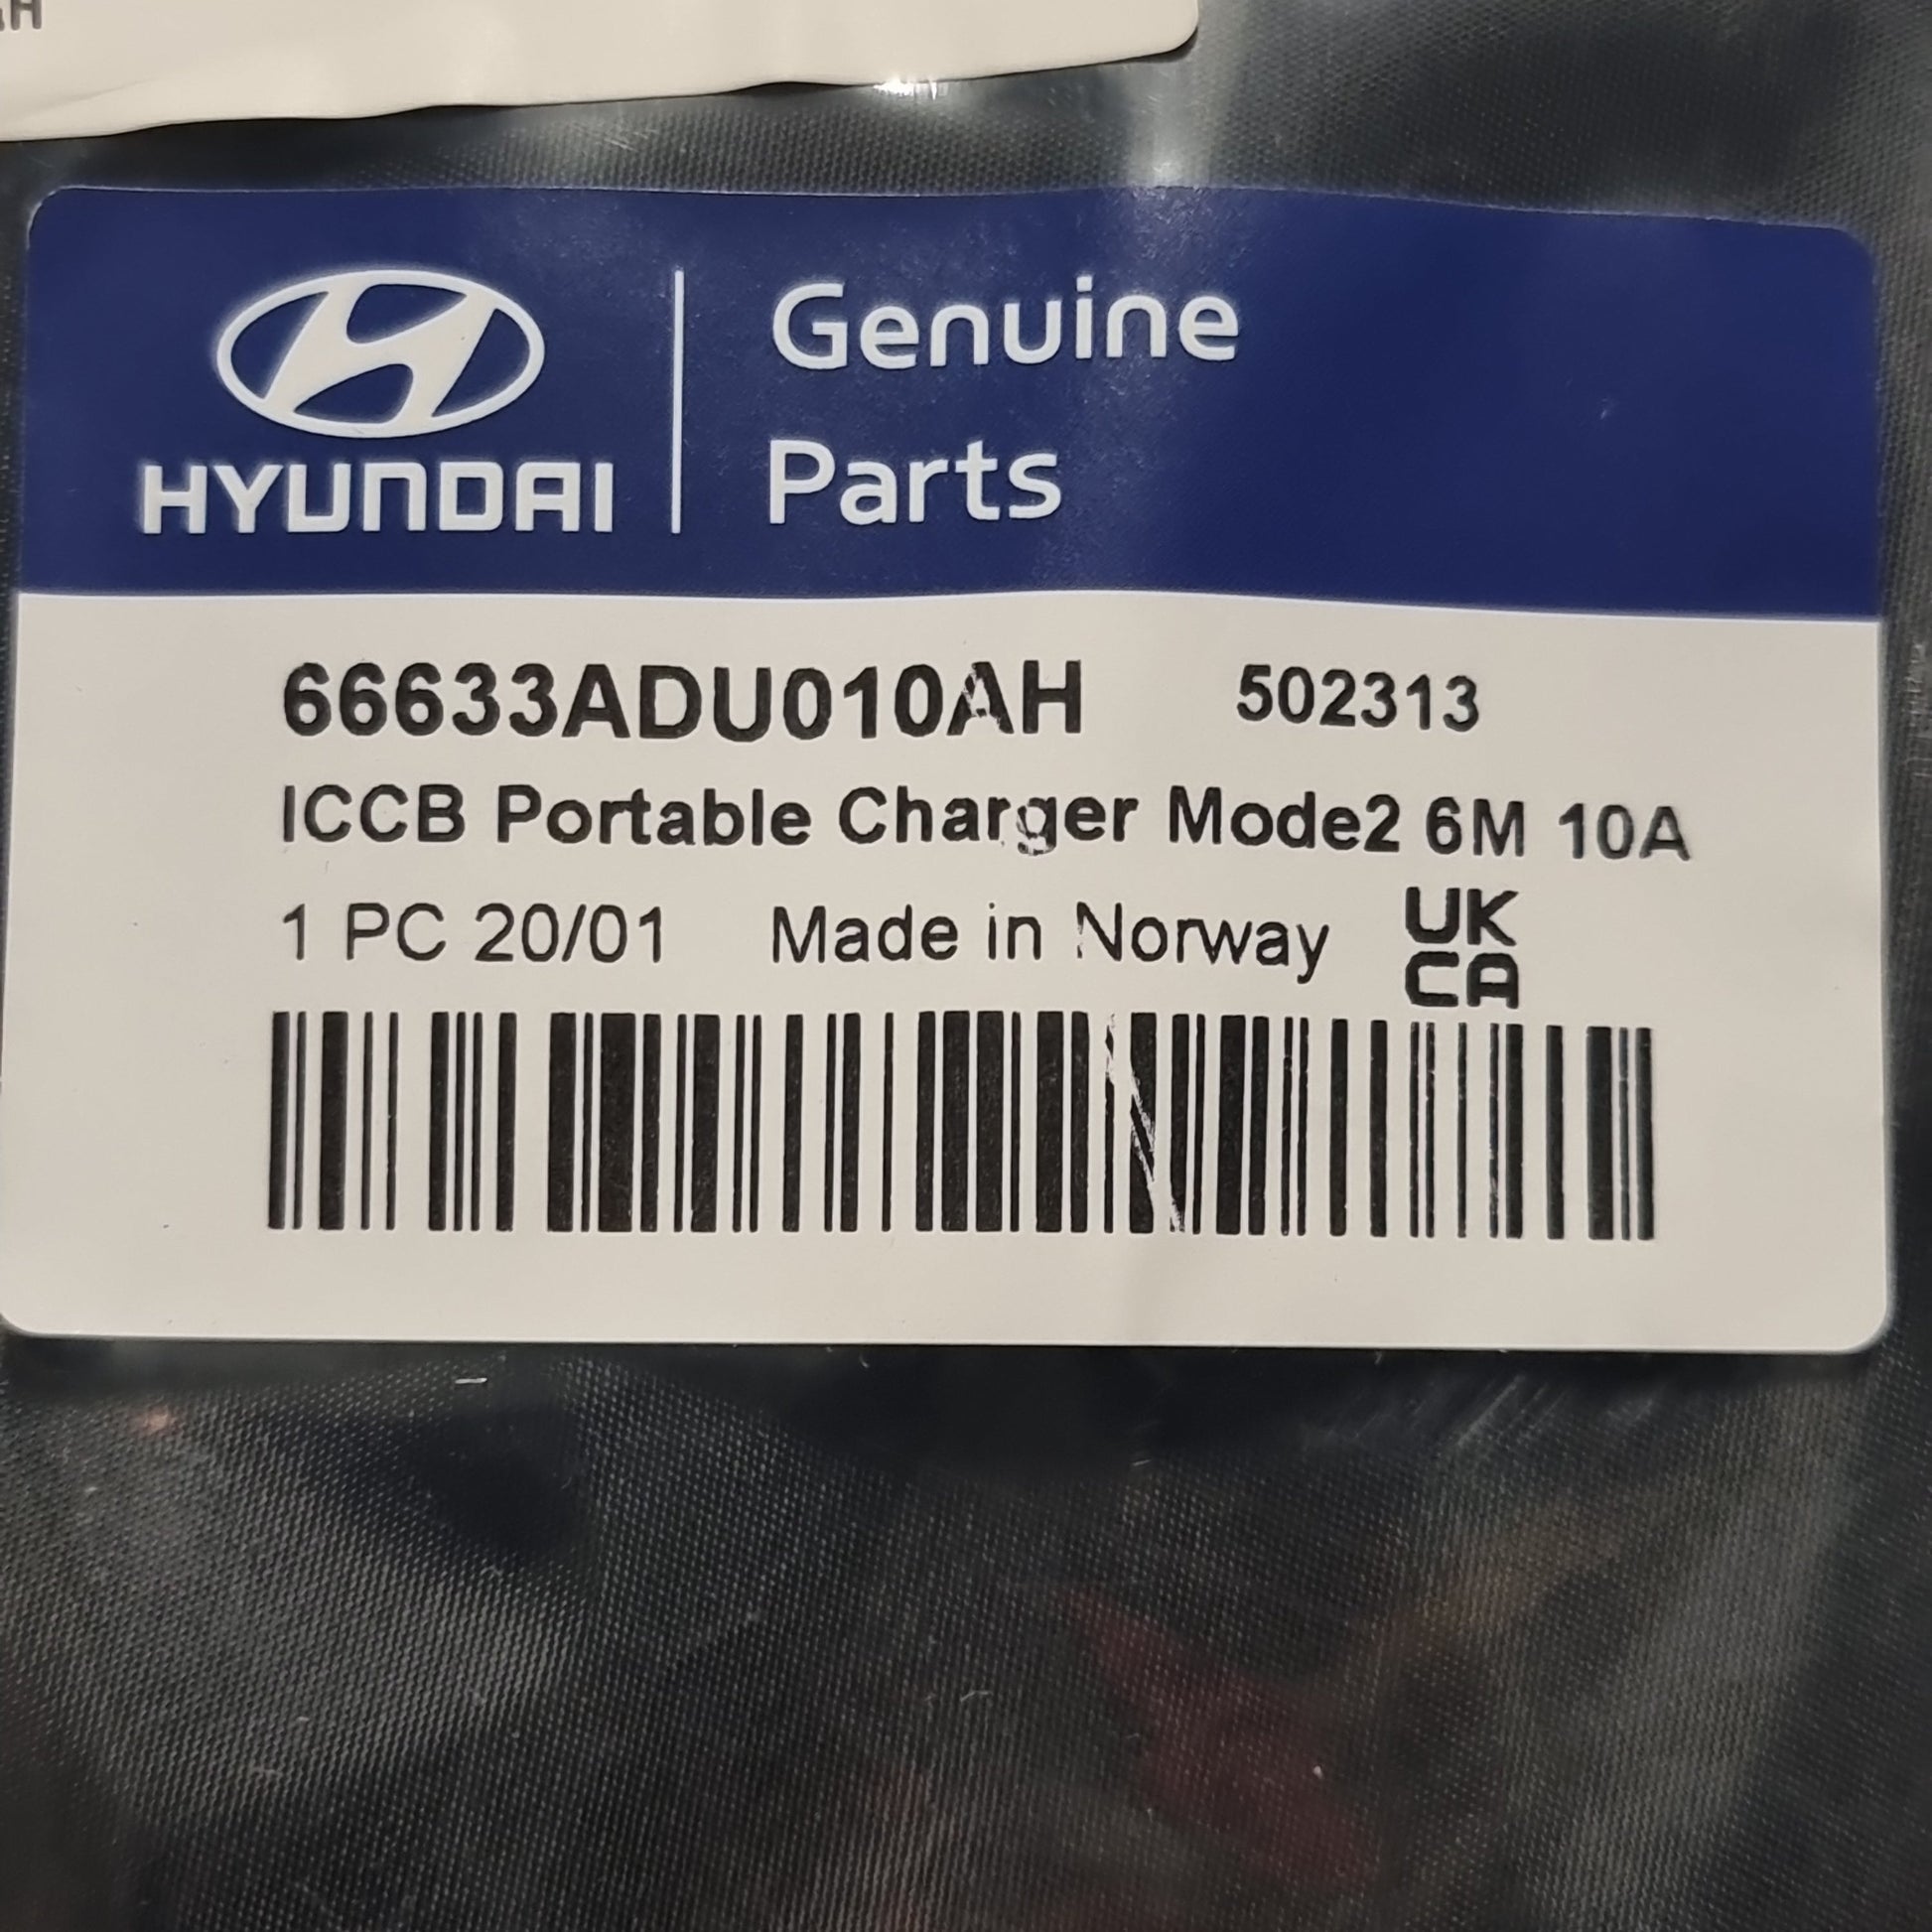 HYUNDAI
Genuine
Parts
66633ADU010AH 502313
ICCB Portable Charger Mode2 6M 10A
1 PC 20/01 Made in Norway
UK
CA